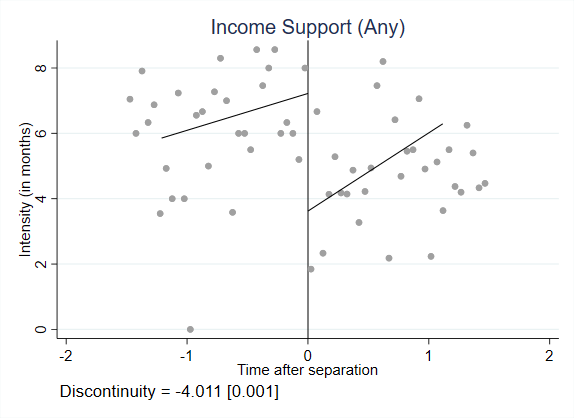 Income Support (Any)
Intensity (in months)
8
6
4
2
0
-2 -1 0 1 2
Time after separation
Discontinuity = -4.011 [0.001]